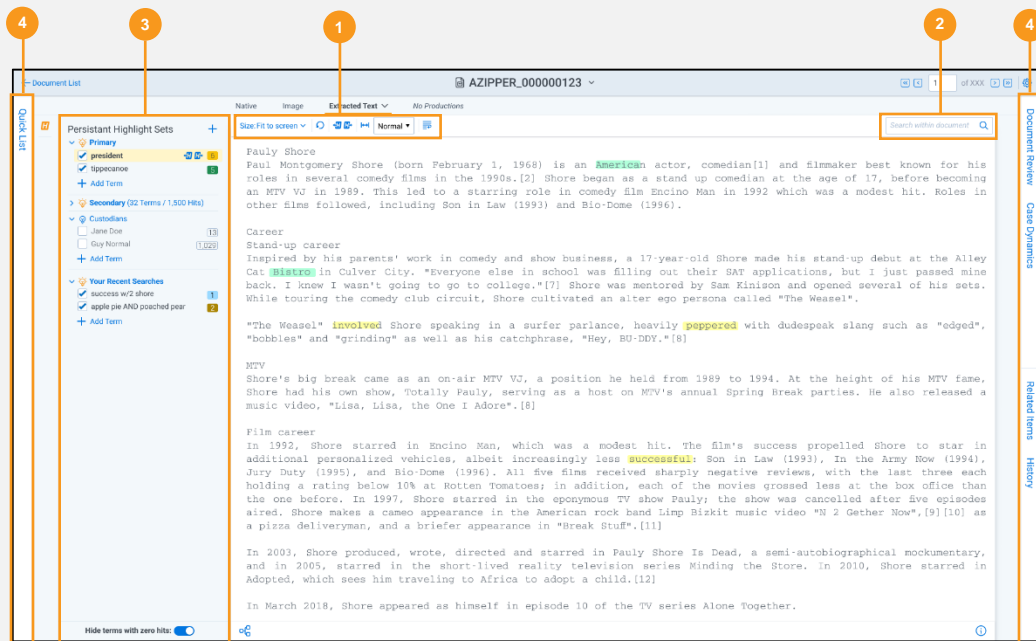 4
3
1
2
4
← Document List
AZIPPER_000000123
1
of XXX
Native
Image
Extracted Text
No Productions
Quick List
H
Persistant Highlight Sets
Primary
president
6
tippecanoe
5
Add Term
Secondary (32 Terms / 1,500 Hits)
Custodians
Jane Doe
13
Guy Normal
1,029
Add Term
Your Recent Searches
success w/2 shore
1
apple pie AND poached pear
2
Add Term
Hide terms with zero hits:
Size:Fit to screen
Normal
Search within document
Pauly Shore
Paul Montgomery Shore (born February 1, 1968) is an American actor, comedian[1] and filmmaker best known for his
roles in several comedy films in the 1990s.[2] Shore began as a stand up comedian at the age of 17, before becoming
an MTV VJ in 1989. This led to a starring role in comedy film Encino Man in 1992 which was a modest hit. Roles in
other films followed, including Son in Law (1993) and Bio-Dome (1996).
Career
Stand-up career
Inspired by his parents' work in comedy and show business, a 17-year-old Shore made his stand-up debut at the Alley
Cat Bistro in Culver City. "Everyone else in school was filling out their SAT applications, but I just passed mine
back. I knew I wasn't going to go to college."[7] Shore was mentored by Sam Kinison and opened several of his sets.
While touring the comedy club circuit, Shore cultivated an alter ego persona called "The Weasel".
"The Weasel" involved Shore speaking in a surfer parlance, heavily peppered with dudespeak slang such as "edged",
"bobbles" and "grinding" as well as his catchphrase, "Hey, BU-DDY."[8]
MTV
Shore's big break came as an on-air MTV VJ, a position he held from 1989 to 1994. At the height of his MTV fame,
Shore had his own show, Totally Pauly, serving as a host on MTV's annual Spring Break parties. He also released a
music video, "Lisa, Lisa, the One I Adore".[8]
Film career
In 1992, Shore starred in Encino Man, which was a modest hit. The film's success propelled Shore to star in
additional personalized vehicles, albeit increasingly less successful: Son in Law (1993), In the Army Now (1994),
Jury Duty (1995), and Bio-Dome (1996). All five films received sharply negative reviews, with the last three each
holding a rating below 10% at Rotten Tomatoes; in addition, each of the movies grossed less at the box office than
the one before. In 1997, Shore starred in the eponymous TV show Pauly; the show was cancelled after five episodes
aired. Shore makes a cameo appearance in the American rock band Limp Bizkit music video "N 2 Gether Now",[9][10] as
a pizza deliveryman, and a briefer appearance in "Break Stuff".[11]
In 2003, Shore produced, wrote, directed and starred in Pauly Shore Is Dead, a semi-autobiographical mockumentary,
and in 2005, starred in the short-lived reality television series Minding the Store. In 2010, Shore starred in
Adopted, which sees him traveling to Africa to adopt a child.[12]
In March 2018, Shore appeared as himself in episode 10 of the TV series Alone Together.
Document Review
Case Dynamics
Related Items
History